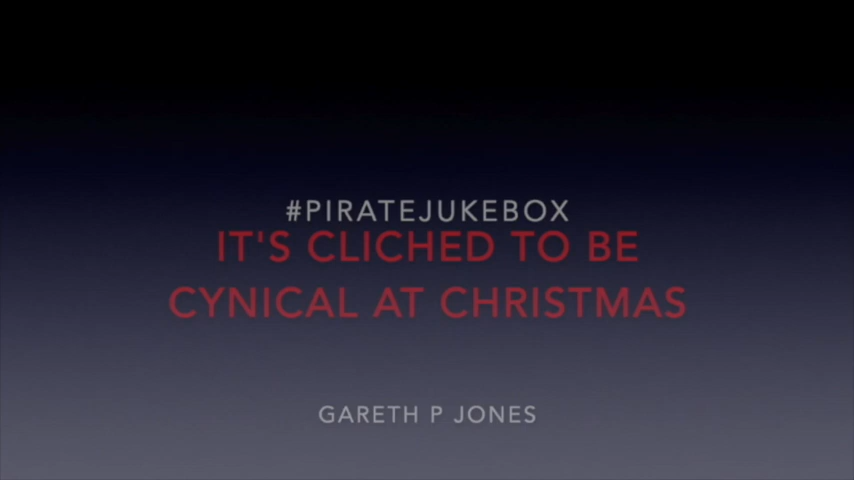 #PIRATEJUKEBOX
IT'S CLICHED TO BE
CYNICAL AT CHRISTMAS
GARETH P JONES